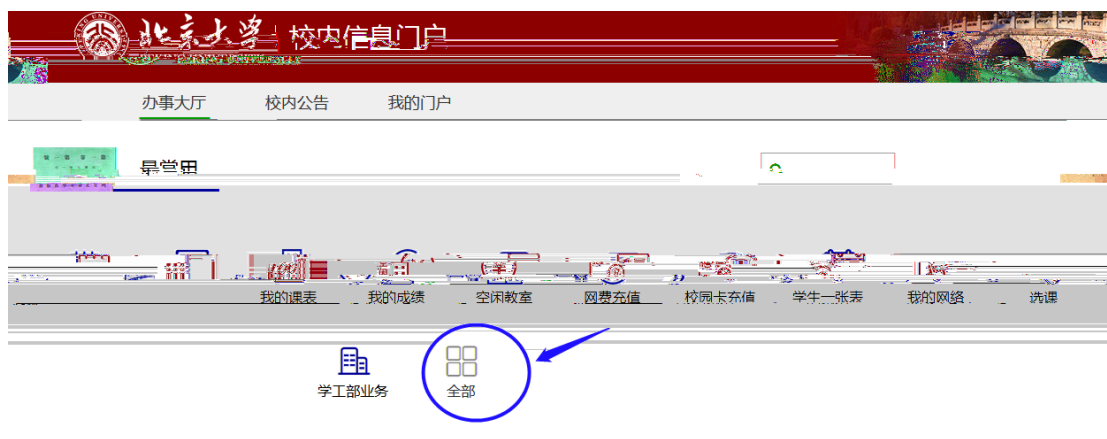 北京大学 校内信息门户
办事大厅 校内公告 我的门户
最常用
我的课表 我的成绩 空闲教室 网费充值 校园卡充值 学生一张表 我的网络 选课
学工部业务 全部